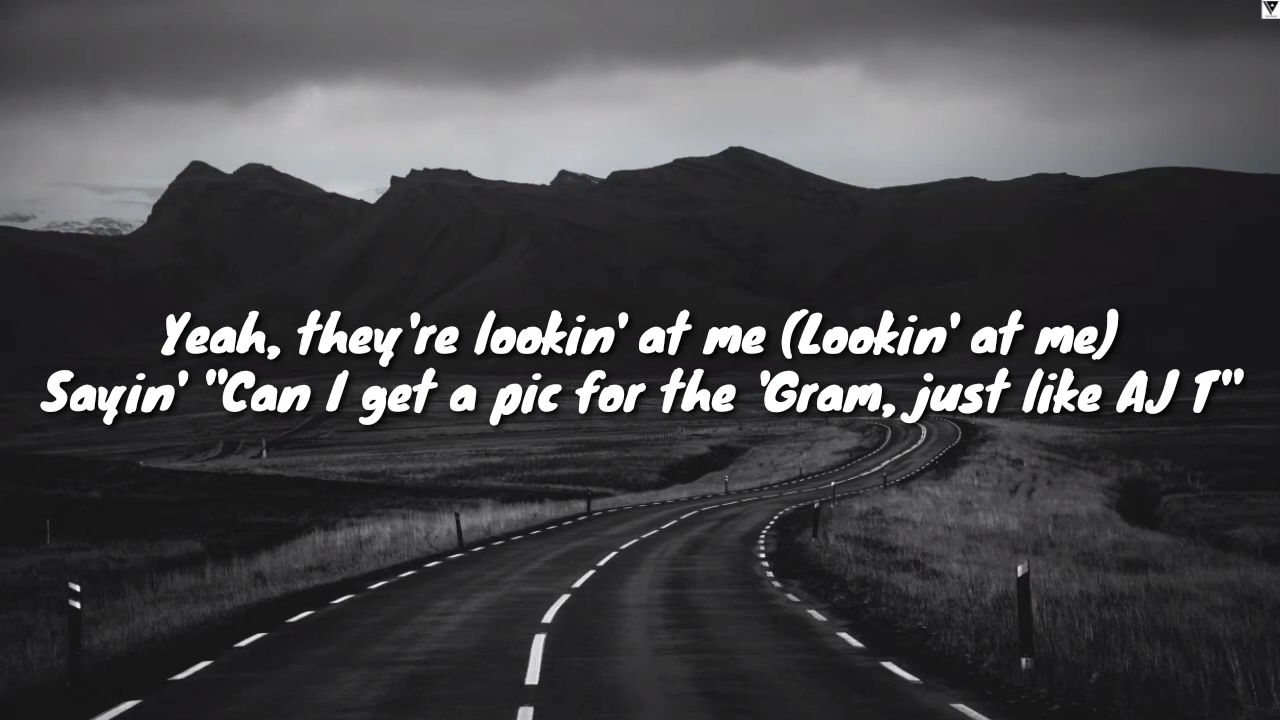 Yeah, they're lookin' at me (Lookin' at me)
Sayin' "Can I get a pic for the 'Gram, just like AJ T"